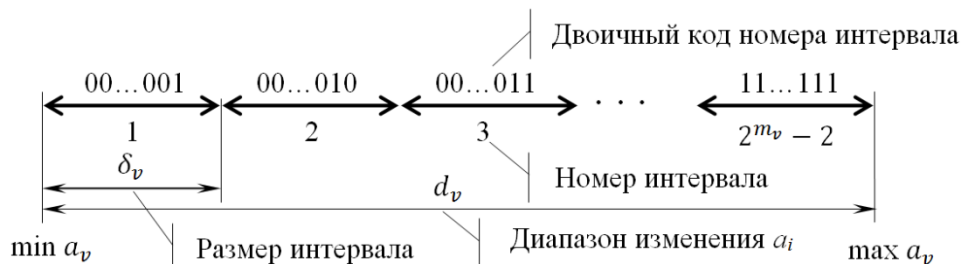 Двоичный код номера интервала
00…001 00…010 00…011 . . . 11…111
1 2 3 2^{m_v} − 2
δ_v d_v Номер интервала
min a_v Размер интервала Диапазон изменения a_i max a_v